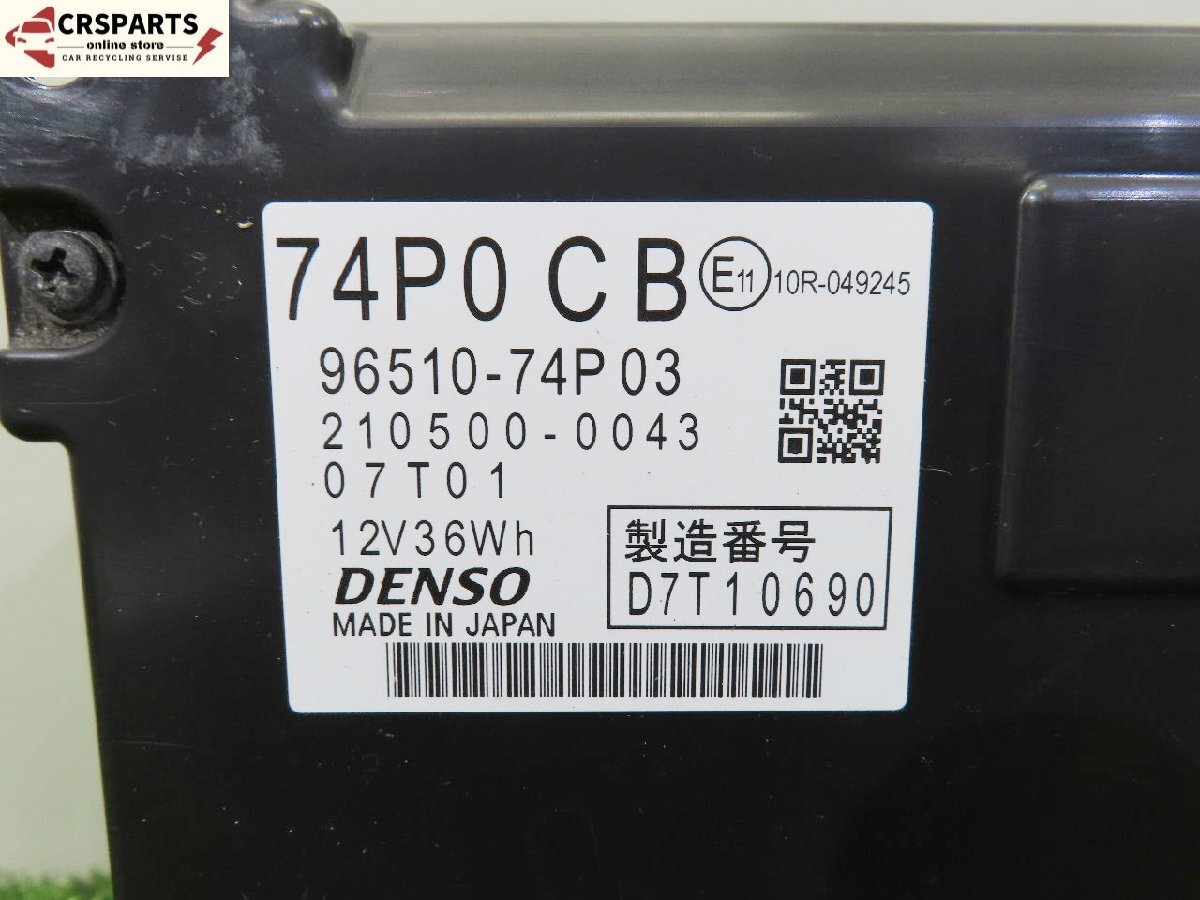 CRSPARTS
online store
CAR RECYCLING SERVISE
74P0 CB E11 10R-049245
96510-74P03
210500-0043
07T01
12V36Wh
DENSO
MADE IN JAPAN
製造番号
D7T10690